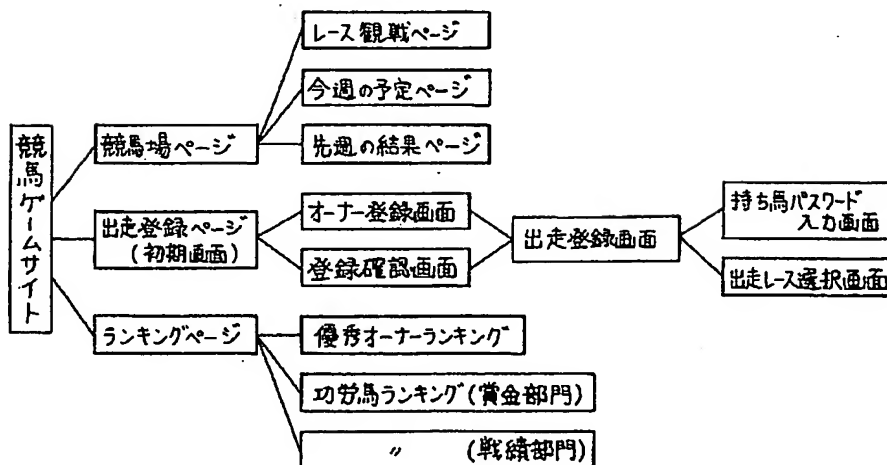 競馬ゲームサイト
競馬場ページ
レース観戦ページ
今週の予定ページ
先週の結果ページ
出走登録ページ
(初期画面)
オーナー登録画面
登録確認画面
出走登録画面
持ち馬パスワード
入力画面
出走レース選択画面
ランキングページ
優秀オーナーランキング
功労馬ランキング(賞金部門)
〃 (戦績部門)